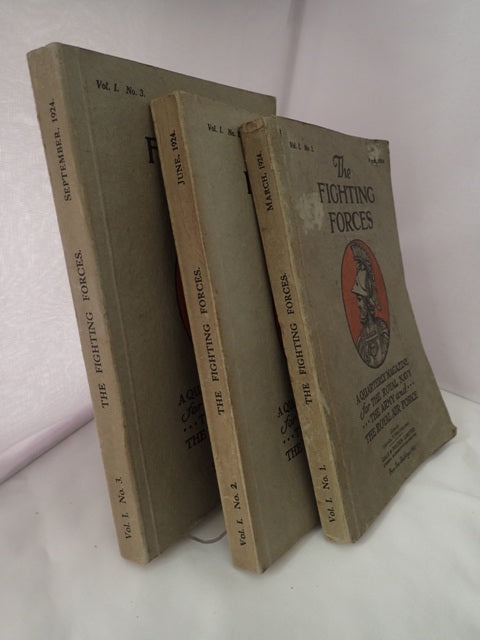 SEPTEMBER, 1924.
THE FIGHTING FORCES.
Vol. I. No. 3.
Vol. I. No. 3.
JUNE, 1924.
THE FIGHTING FORCES.
Vol. I. No. 2.
Vol. I. No.
MARCH, 1924.
THE FIGHTING FORCES.
Vol. I. No. 1.
Vol. I. No. 1.
The
FIGHTING
FORCES
A QUARTERLY MAGAZINE
for THE ROYAL NAVY
... THE ARMY and ...
THE ROYAL AIR FORCE